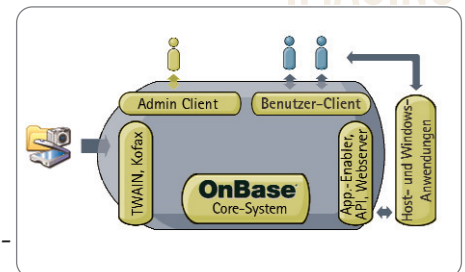 Admin Client
Benutzer-Client
TWAIN, Kofax
OnBase
Core-System
App.-Enabler,
API, Webserver
Host- und Windows-
Anwendungen
-